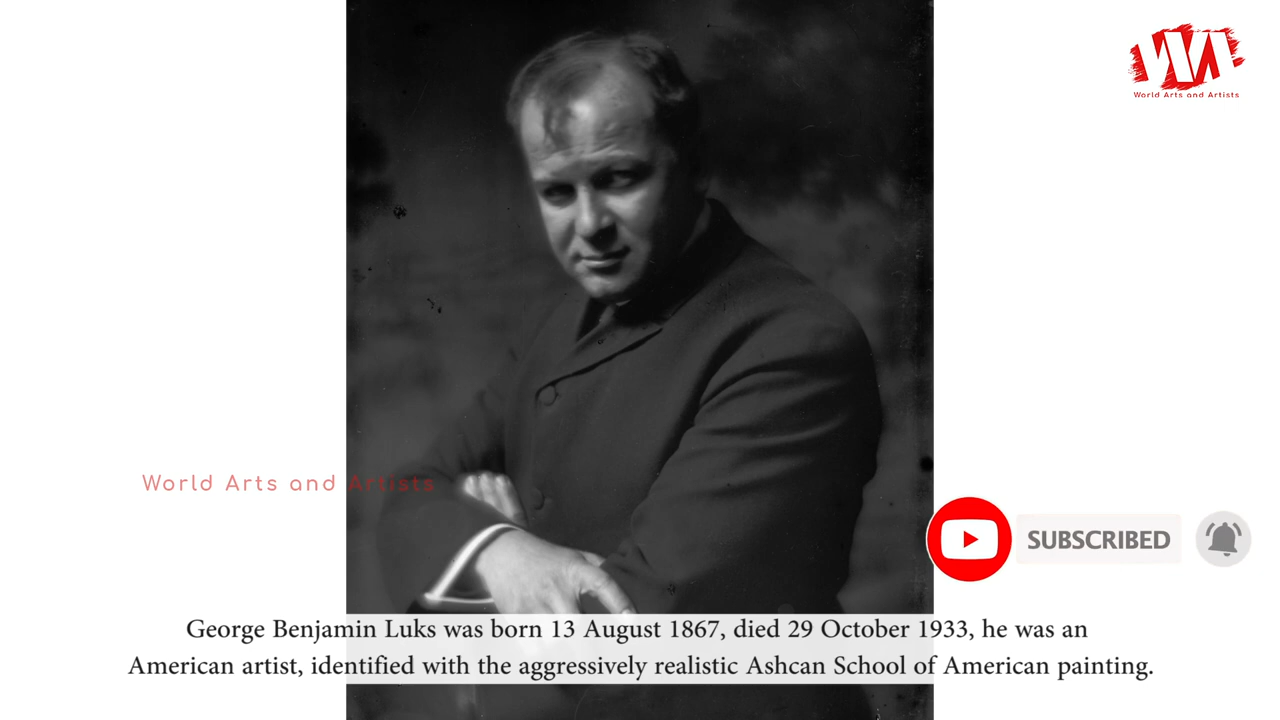 World Arts and Artists
World Arts and Artists
SUBSCRIBED
George Benjamin Luks was born 13 August 1867, died 29 October 1933, he was an
American artist, identified with the aggressively realistic Ashcan School of American painting.